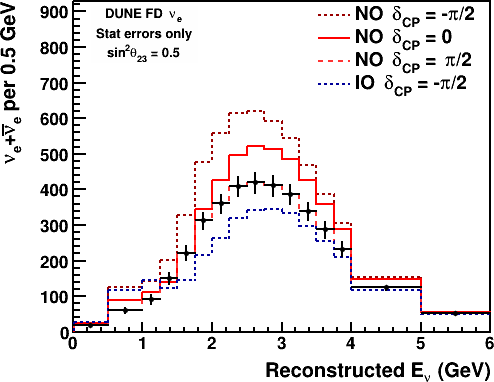 DUNE FD νe
Stat errors only
sin²θ23 = 0.5
NO δCP = -π/2
NO δCP = 0
NO δCP = π/2
IO δCP = -π/2
νe+ν̅e per 0.5 GeV
900
800
700
600
500
400
300
200
100
0
0 1 2 3 4 5 6
Reconstructed Eν (GeV)